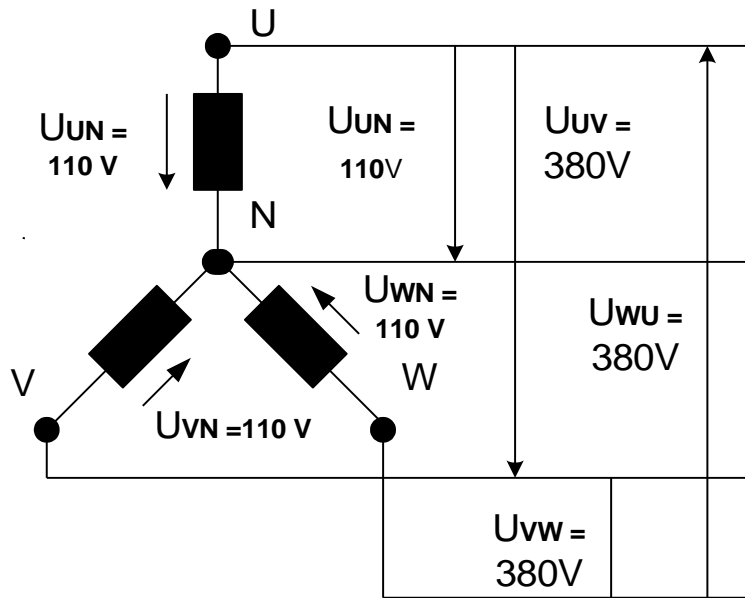 U
UUN =
110 V
UUN =
110V
UUV =
380V
N
UWN =
110 V
UWU =
380V
V
W
UVN =110 V
UVW =
380V